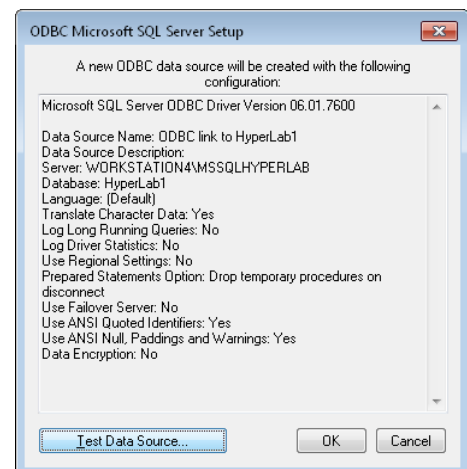 ODBC Microsoft SQL Server Setup
A new ODBC data source will be created with the following
configuration:
Microsoft SQL Server ODBC Driver Version 06.01.7600
Data Source Name: ODBC link to HyperLab1
Data Source Description:
Server: WORKSTATION4\MSSQLHYPERLAB
Database: HyperLab1
Language: (Default)
Translate Character Data: Yes
Log Long Running Queries: No
Log Driver Statistics: No
Use Regional Settings: No
Prepared Statements Option: Drop temporary procedures on
disconnect
Use Failover Server: No
Use ANSI Quoted Identifiers: Yes
Use ANSI Null, Paddings and Warnings: Yes
Data Encryption: No
Test Data Source... OK Cancel